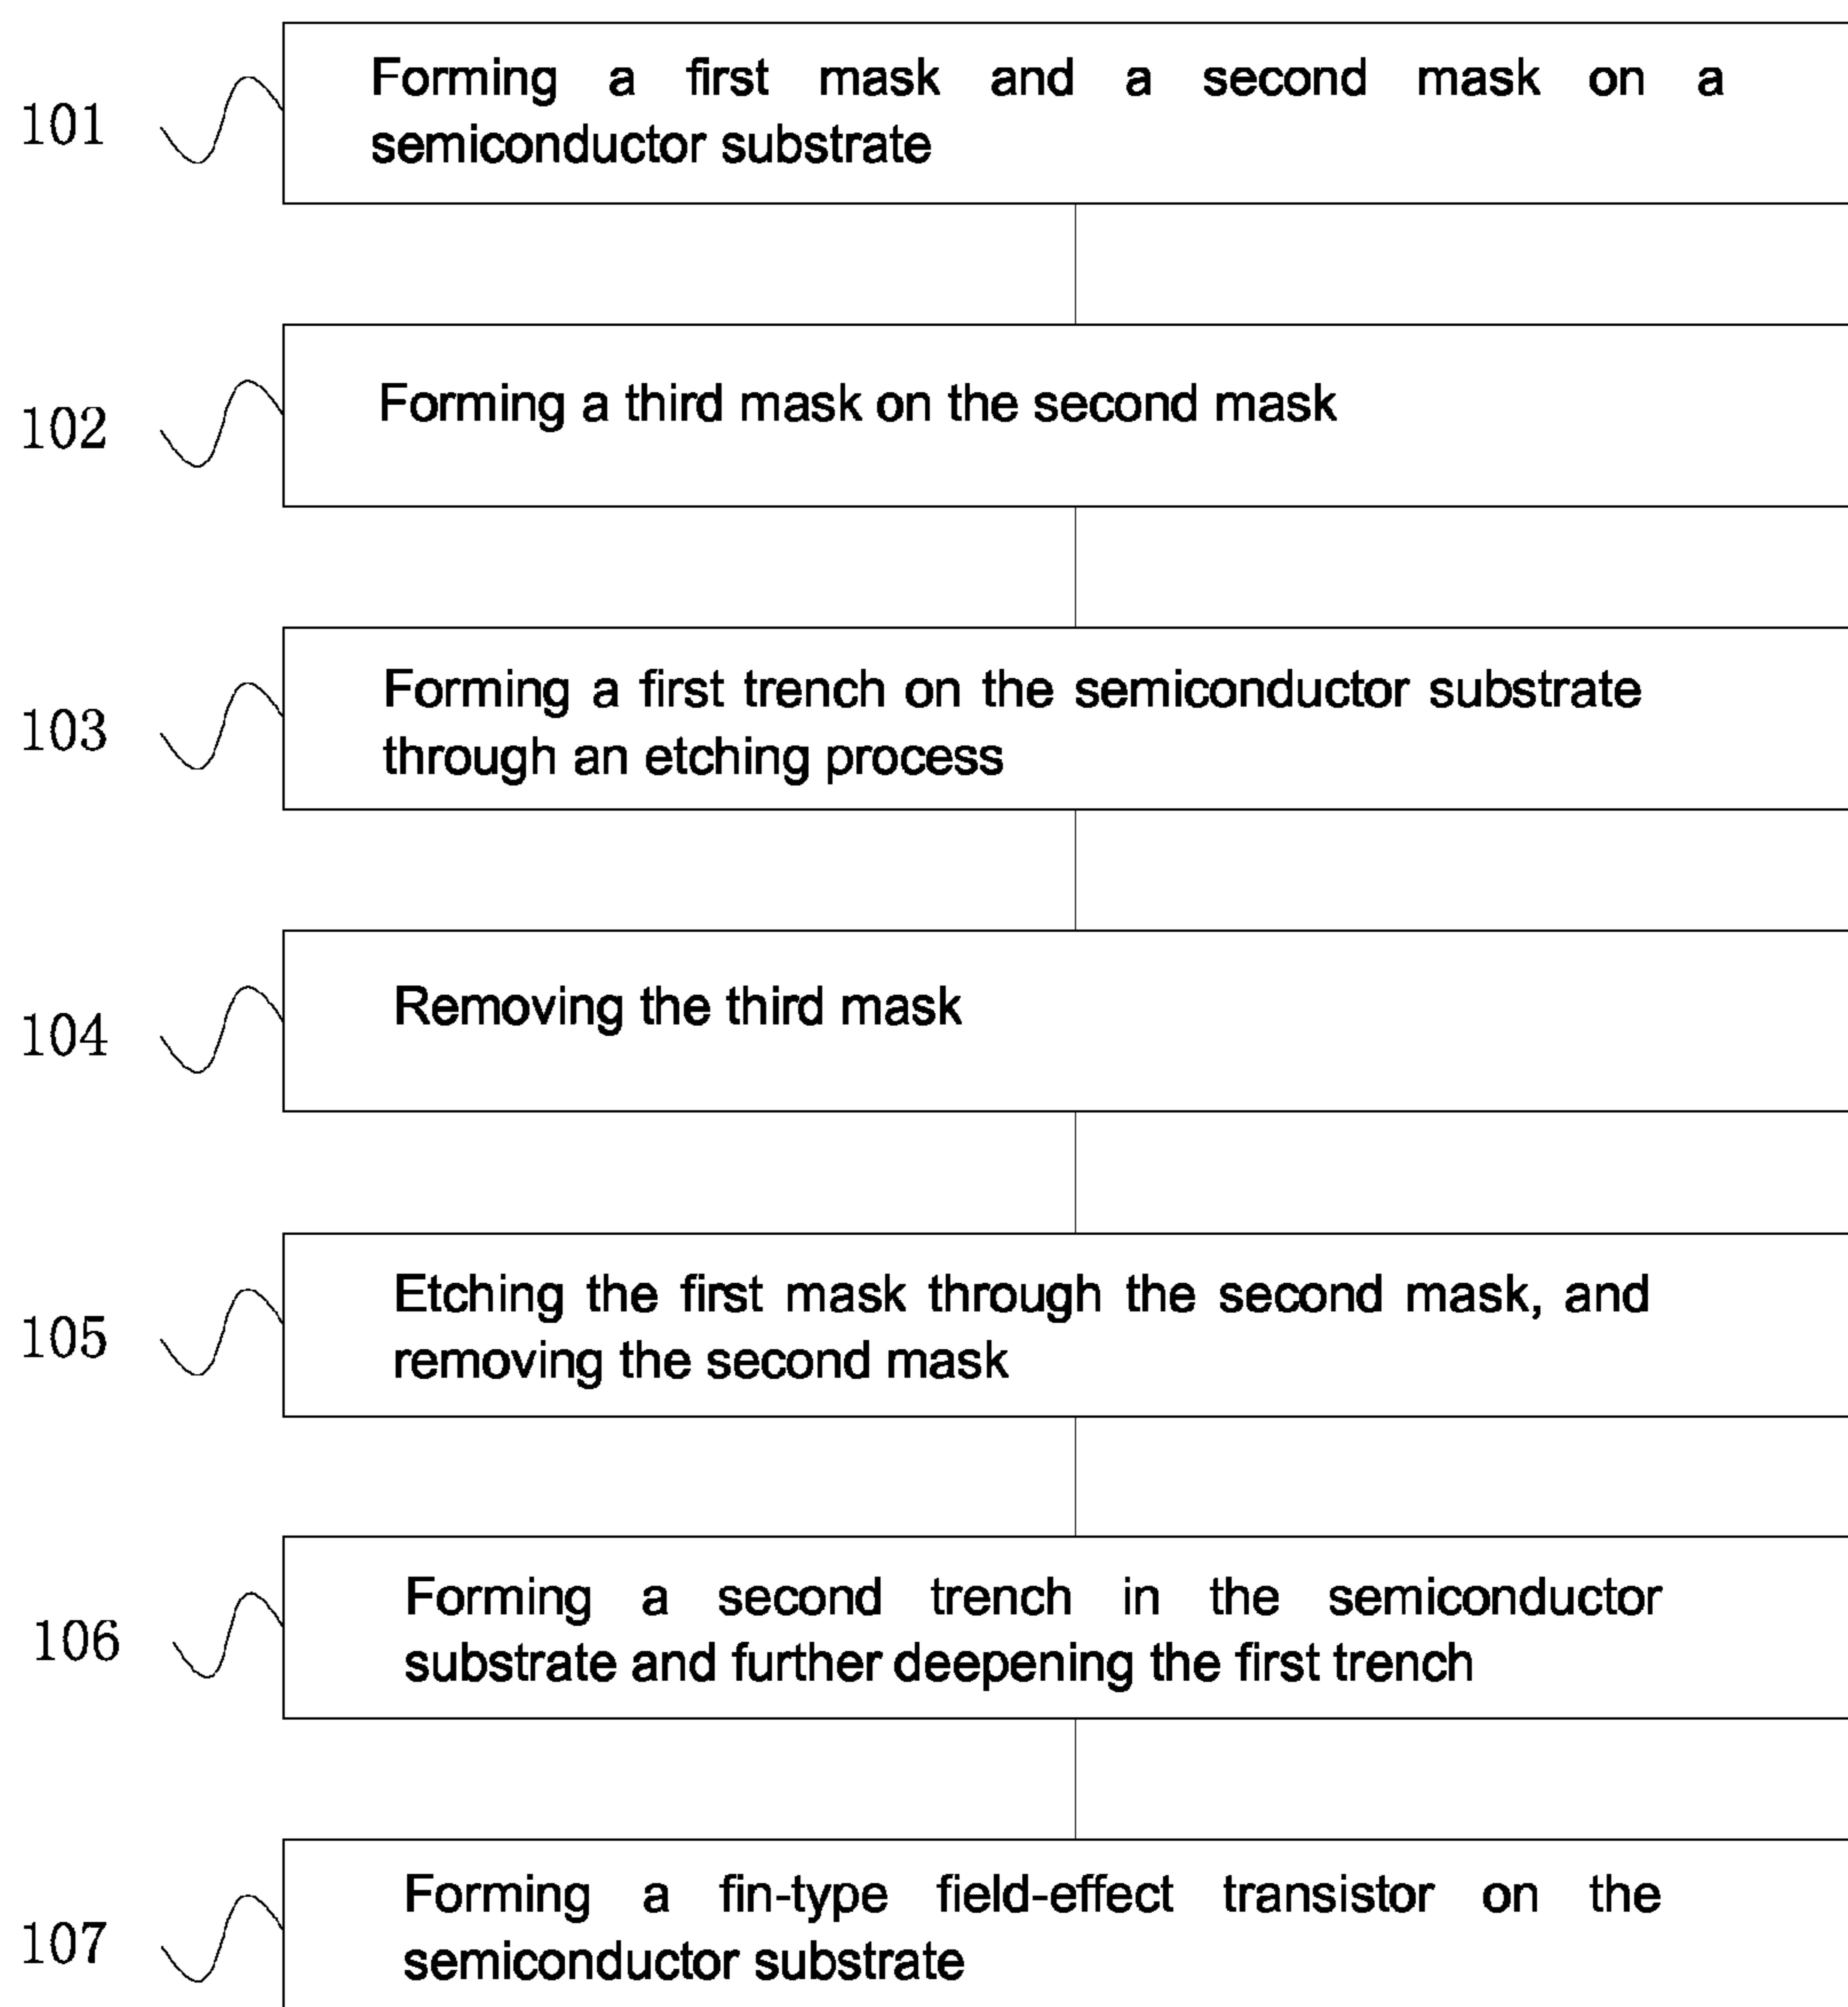 101
Forming a first mask and a second mask on a
semiconductor substrate
102
Forming a third mask on the second mask
103
Forming a first trench on the semiconductor substrate
through an etching process
104
Removing the third mask
105
Etching the first mask through the second mask, and
removing the second mask
106
Forming a second trench in the semiconductor
substrate and further deepening the first trench
107
Forming a fin-type field-effect transistor on the
semiconductor substrate